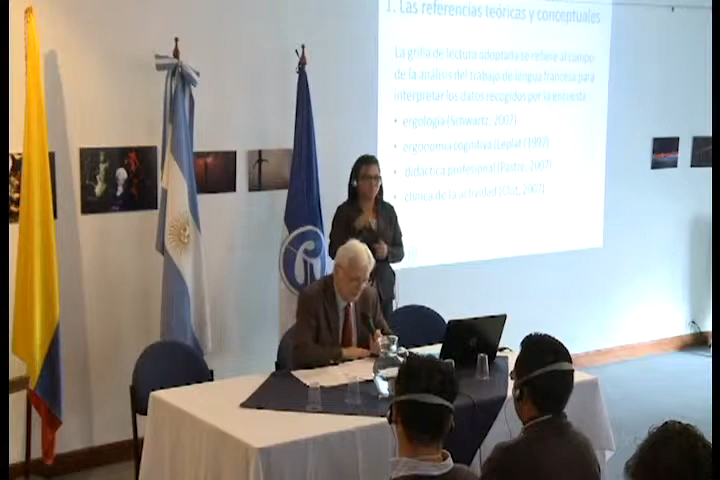 1. Las referencias teóricas y conceptuales
La grilla de lectura adoptada se refiere al campo
de la análisis del trabajo de lengua francesa para
interpretar los datos recogidos por la encuesta
• ergología (Schwartz, 2007)
• ergonomía cognitiva (Leplat, 1997)
• didáctica profesional (Pastré, 2007)
• clínica de la actividad (Clot, 2007)